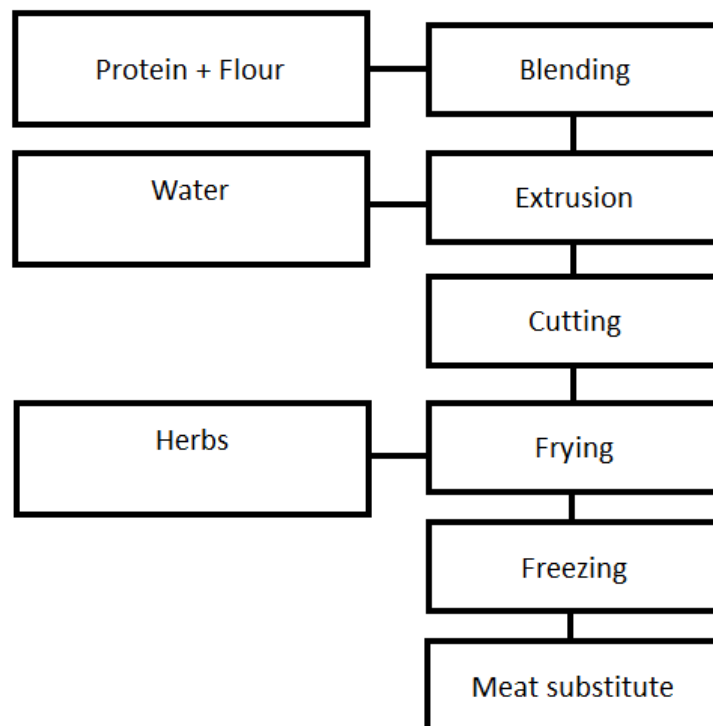 Protein + Flour
Blending
Water
Extrusion
Cutting
Herbs
Frying
Freezing
Meat substitute